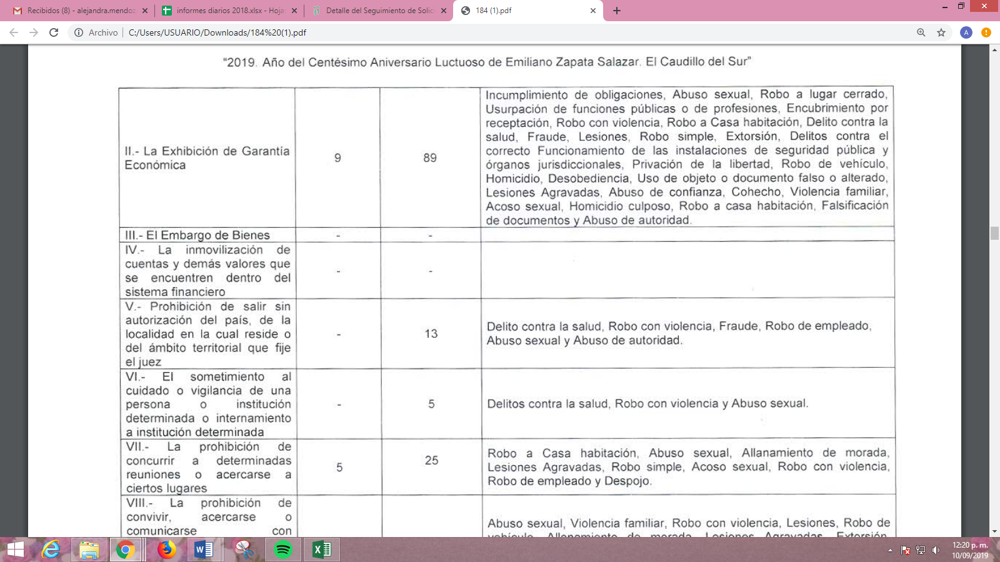 Recibidos (8) - alejandra.mendoz
informes diarios 2018.xlsx - Hoja
Detalle del Seguimiento de Solic
184 (1).pdf
Archivo
C:/Users/USUARIO/Downloads/184%20(1).pdf
A
"2019. Año del Centésimo Aniversario Luctuoso de Emiliano Zapata Salazar. El Caudillo del Sur"
II.- La Exhibición de Garantía
Económica
9
89
Incumplimiento de obligaciones, Abuso sexual, Robo a lugar cerrado,
Usurpación de funciones públicas o de profesiones, Encubrimiento por
receptación, Robo con violencia, Robo a Casa habitación, Delito contra la
salud, Fraude, Lesiones, Robo simple, Extorsión, Delitos contra el
correcto Funcionamiento de las instalaciones de seguridad pública y
órganos jurisdiccionales, Privación de la libertad, Robo de vehículo,
Homicidio, Desobediencia, Uso de objeto o documento falso o alterado,
Lesiones Agravadas, Abuso de confianza, Cohecho, Violencia familiar,
Acoso sexual, Homicidio culposo, Robo a casa habitación, Falsificación
de documentos y Abuso de autoridad.
III.- El Embargo de Bienes
-
-
IV.- La inmovilización de
cuentas y demás valores que
se encuentren dentro del
sistema financiero
-
-
V.- Prohibición de salir sin
autorización del país, de la
localidad en la cual reside o
del ámbito territorial que fije
el juez
-
13
Delito contra la salud, Robo con violencia, Fraude, Robo de empleado,
Abuso sexual y Abuso de autoridad.
VI.- El sometimiento al
cuidado o vigilancia de una
persona o institución
determinada o internamiento
a institución determinada
-
5
Delitos contra la salud, Robo con violencia y Abuso sexual.
VII.- La prohibición de
concurrir a determinadas
reuniones o acercarse a
ciertos lugares
5
25
Robo a Casa habitación, Abuso sexual, Allanamiento de morada,
Lesiones Agravadas, Robo simple, Acoso sexual, Robo con violencia,
Robo de empleado y Despojo.
VIII.- La prohibición de
convivir, acercarse o
comunicarse con
Abuso sexual, Violencia familiar, Robo con violencia, Lesiones, Robo de
vehículo, Allanamiento de morada, Lesiones Agravadas, Extorsión,
12:20 p. m.
10/09/2019